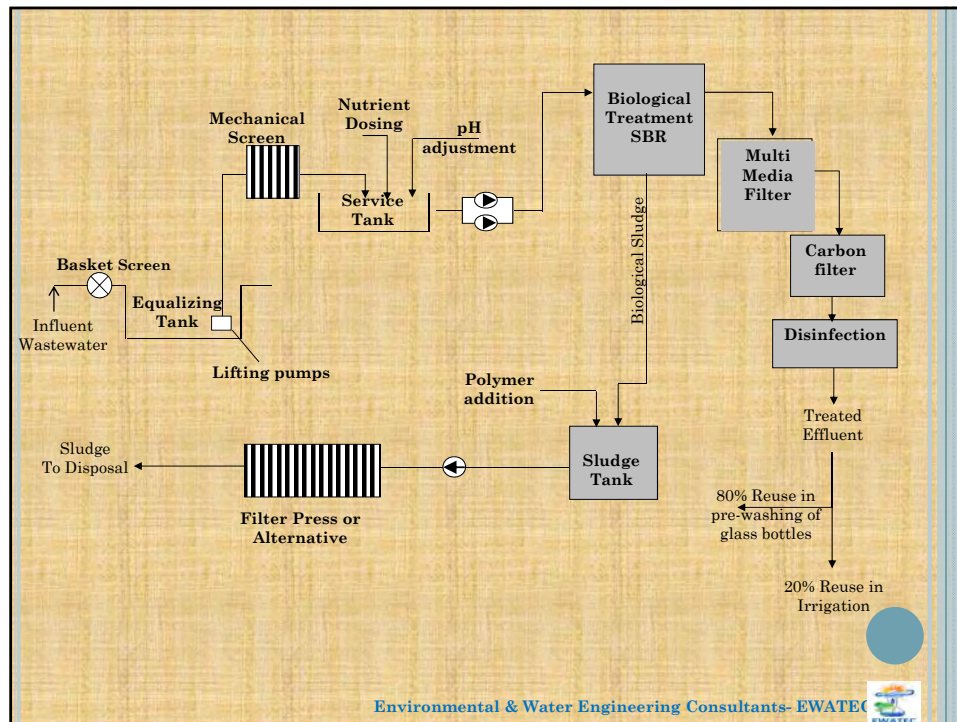 Nutrient
Dosing
Mechanical
Screen
pH
adjustment
Biological
Treatment
SBR
Multi
Media
Filter
Service
Tank
Carbon
filter
Biological Sludge
Basket Screen
Equalizing
Tank
Influent
Wastewater
Disinfection
Lifting pumps
Polymer
addition
Treated
Effluent
Sludge
To Disposal
Sludge
Tank
80% Reuse in
pre-washing of
glass bottles
Filter Press or
Alternative
20% Reuse in
Irrigation
Environmental & Water Engineering Consultants- EWATEC
EWATEC